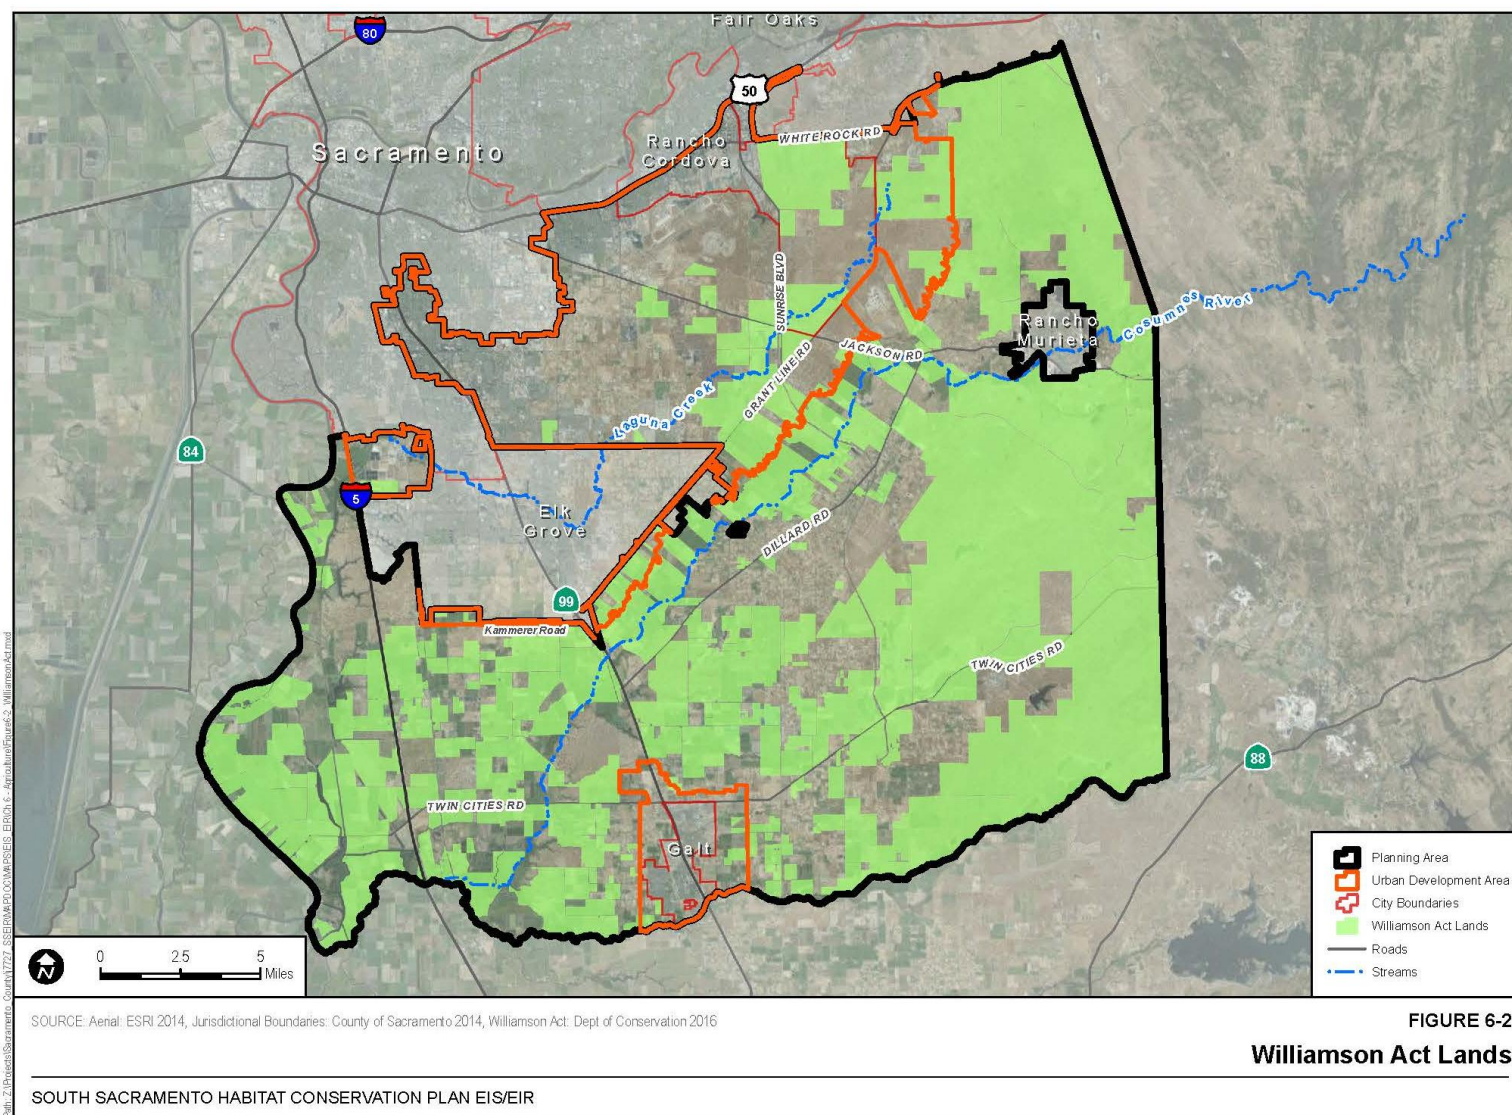 Fair Oaks
80
50
WHITE ROCK RD
Rancho
Cordova
Sacramento
SUNRISE BLVD
Cosumnes River
Rancho
Murieta
JACKSON RD
GRANT LINE RD
Laguna Creek
84
5
Elk
Grove
DILLARD RD
99
Kammerer Road
TWIN CITIES RD
88
TWIN CITIES RD
Galt
Planning Area
Urban Development Area
City Boundaries
Williamson Act Lands
Roads
Streams
N
0 2.5 5
Miles
SOURCE: Aerial: ESRI 2014, Jurisdictional Boundaries: County of Sacramento 2014, Williamson Act: Dept of Conservation 2016
FIGURE 6-2
Williamson Act Lands
SOUTH SACRAMENTO HABITAT CONSERVATION PLAN EIS/EIR